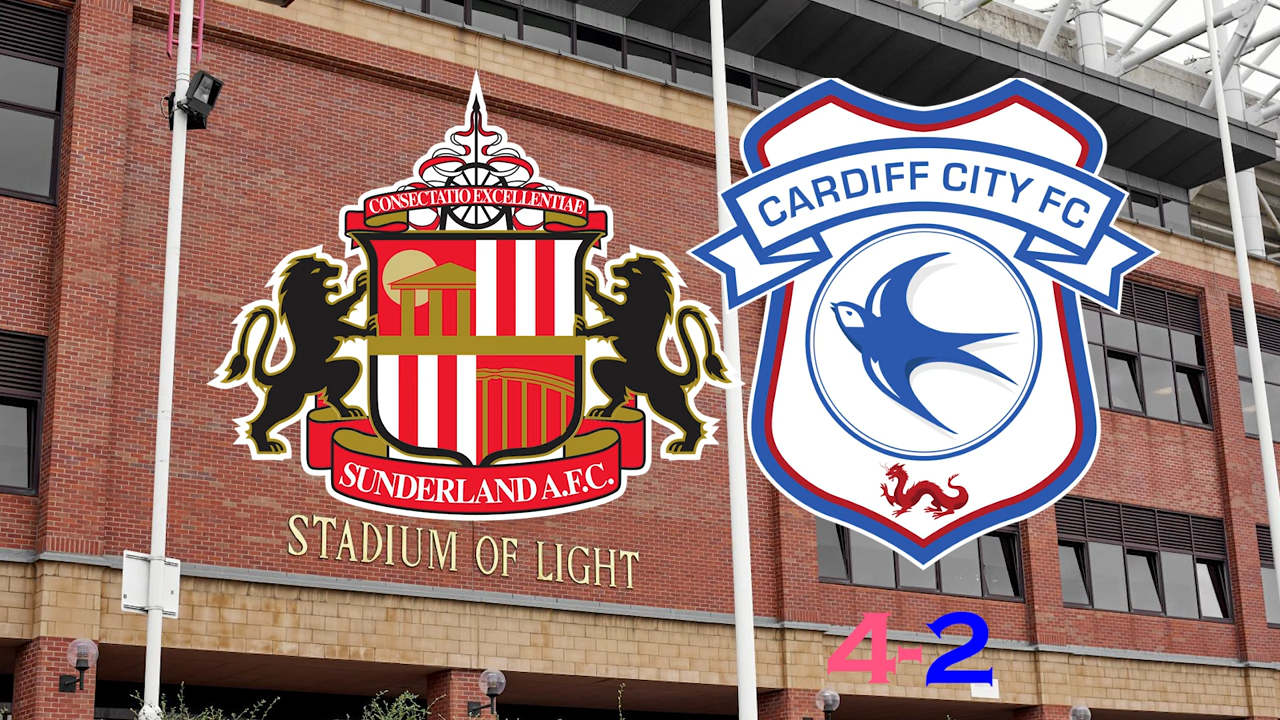 CONSECTATIO EXCELLENTIAE
SUNDERLAND A.F.C.
CARDIFF CITY FC
STADIUM OF LIGHT
4-2